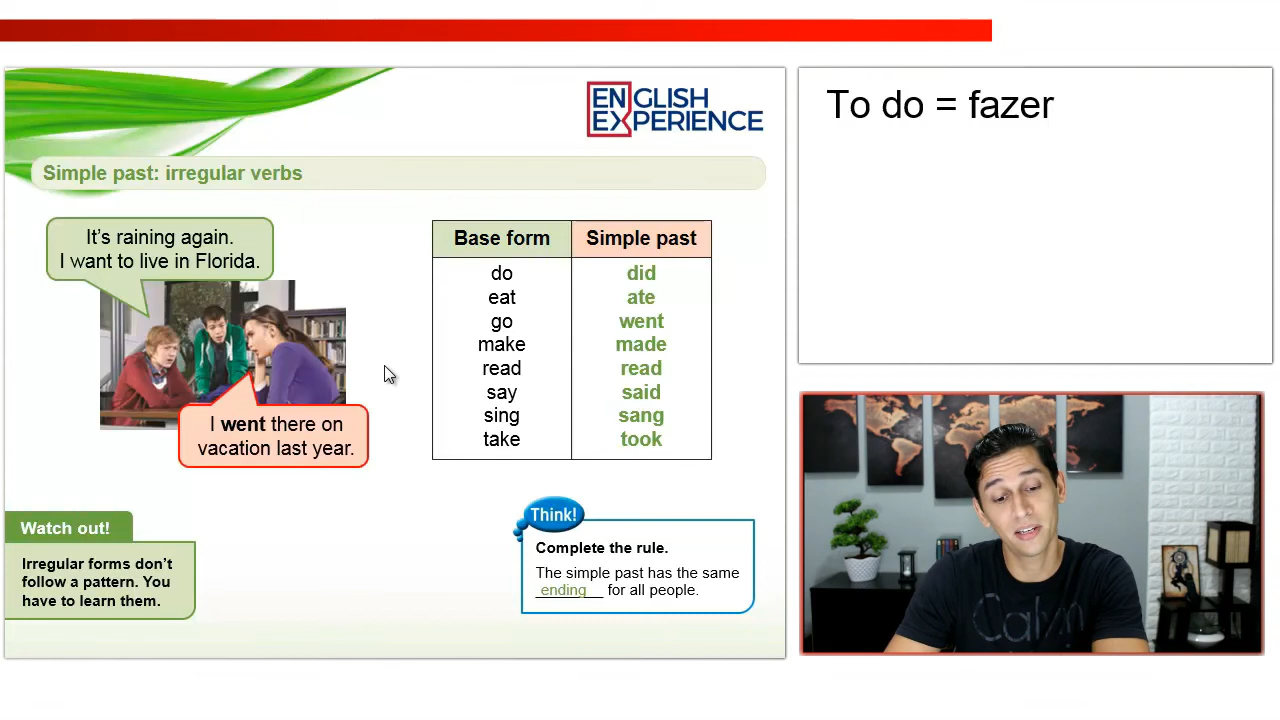 ENGLISH
EXPERIENCE
To do = fazer
Simple past: irregular verbs
It's raining again.
I want to live in Florida.
I went there on
vacation last year.
Base form Simple past
do did
eat ate
go went
make made
read read
say said
sing sang
take took
Watch out!
Irregular forms don't
follow a pattern. You
have to learn them.
Think!
Complete the rule.
The simple past has the same
ending for all people.
Calvin